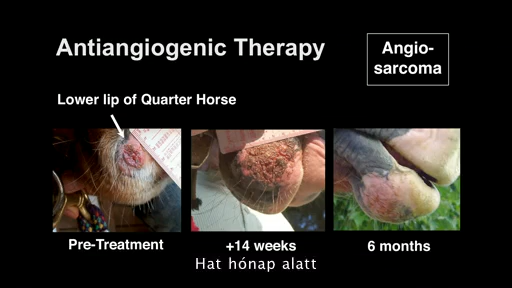 Antiangiogenic Therapy
Angio-
sarcoma
Lower lip of Quarter Horse
Pre-Treatment
+14 weeks
6 months
Hat hónap alatt